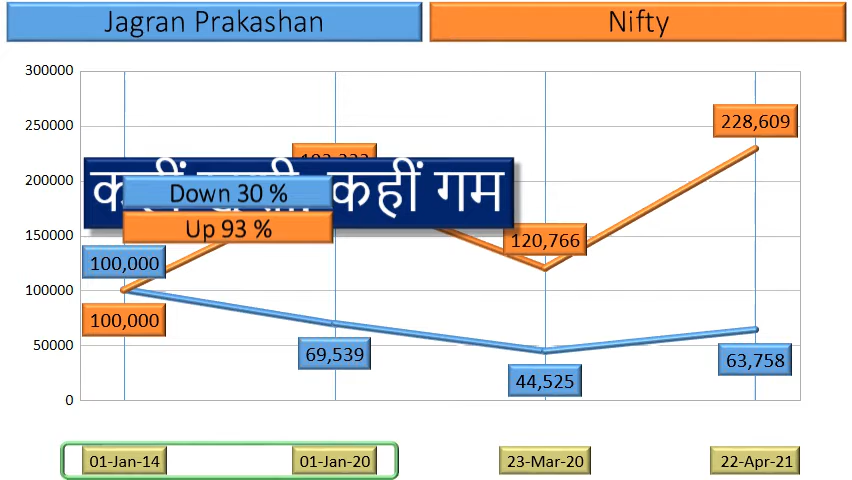 Jagran Prakashan
Nifty
300000
250000
200000
150000
100000
50000
0
228,609
कहीं गम
Down 30 %
Up 93 %
120,766
100,000
100,000
69,539
44,525
63,758
01-Jan-14
01-Jan-20
23-Mar-20
22-Apr-21